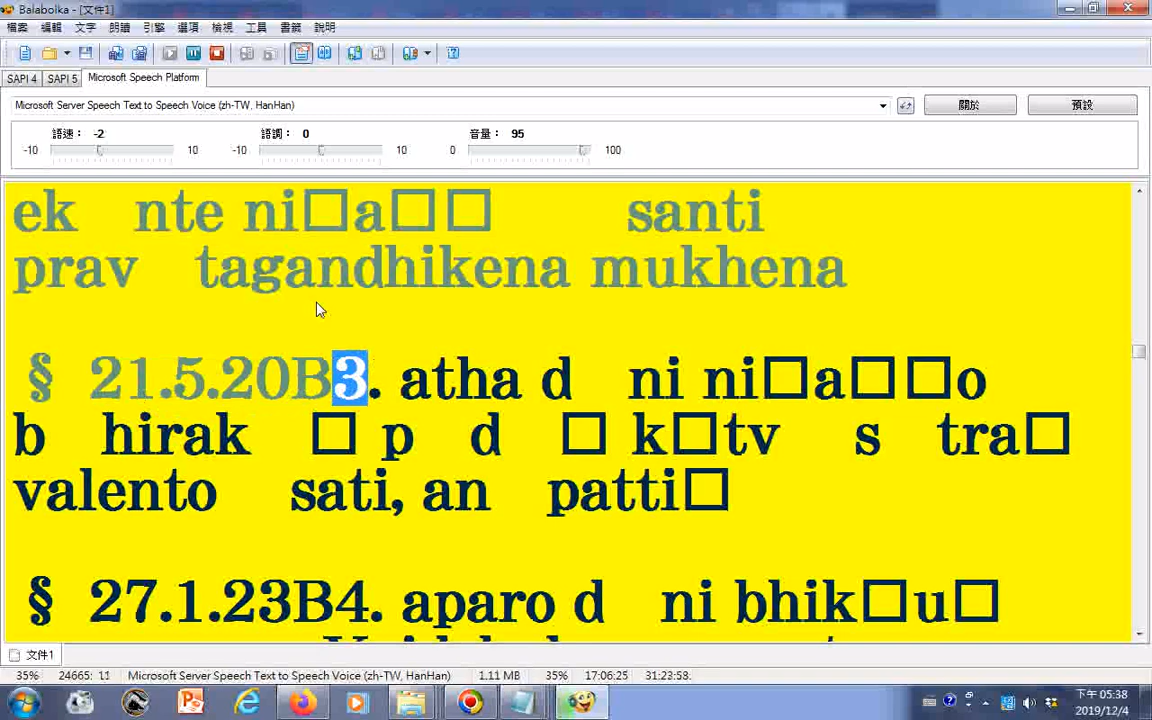 Balabolka - [文件1]
檔案 編輯 文字 朗讀 引擎 選項 檢視 工具 書籤 說明
SAPI 4 SAPI 5 Microsoft Speech Platform
Microsoft Server Speech Text to Speech Voice (zh-TW, HanHan) 關於 預設
語速： -2 語調： 0 音量： 95
-10 10 -10 10 0 100
ek nte ni□a□□ santi
prav tagandhikena mukhena
§ 21.5.20B3. atha d ni ni□a□□o
b hirak □ p d □ k□tv s tra□
valento sati, an patti□
§ 27.1.23B4. aparo d ni bhik□u□
文件1
35% 24665: 11 Microsoft Server Speech Text to Speech Voice (zh-TW, HanHan) 1.11 MB 35% 17:06:25 31:23:58.
下午 05:38
2019/12/4